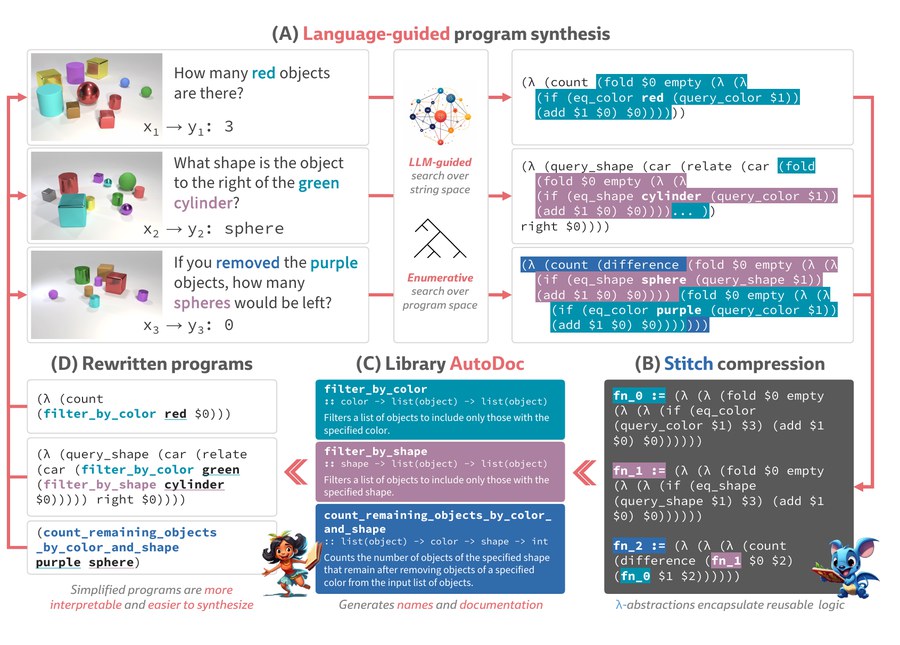 (A) Language-guided program synthesis
How many red objects
are there?
x₁ → y₁: 3
What shape is the object
to the right of the green
cylinder?
x₂ → y₂: sphere
If you removed the purple
objects, how many
spheres would be left?
x₃ → y₃: 0
LLM-guided
search over
string space
Enumerative
search over
program space
(λ (count (fold $0 empty (λ (λ
(if (eq_color red (query_color $1))
(add $1 $0) $0))))))
(λ (query_shape (car (relate (car (fold
(fold $0 empty (λ (λ
(if (eq_shape cylinder (query_color $1))
(add $1 $0) $0))))... ))
right $0))))
(λ (count (difference (fold $0 empty (λ (λ
(if (eq_shape sphere (query_shape $1))
(add $1 $0) $0)))) (fold $0 empty (λ (λ
(if (eq_color purple (query_color $1))
(add $1 $0) $0)))))))
(D) Rewritten programs
(λ (count
(filter_by_color red $0)))
(λ (query_shape (car (relate
(car (filter_by_color green
(filter_by_shape cylinder
$0))))) right $0))))
(count_remaining_objects
_by_color_and_shape
purple sphere)
Simplified programs are more
interpretable and easier to synthesize
(C) Library AutoDoc
filter_by_color
:: color -> list(object) -> list(object)
Filters a list of objects to include only those with the
specified color.
filter_by_shape
:: shape -> list(object) -> list(object)
Filters a list of objects to include only those with the
specified shape.
count_remaining_objects_by_color_
and_shape
:: list(object) -> color -> shape -> int
Counts the number of objects of the specified shape
that remain after removing objects of a specified
color from the input list of objects.
Generates names and documentation
(B) Stitch compression
fn_0 := (λ (λ (fold $0 empty
(λ (λ (if (eq_color
(query_color $1) $3) (add $1
$0) $0))))))
fn_1 := (λ (λ (fold $0 empty
(λ (λ (if (eq_shape
(query_shape $1) $3) (add $1
$0) $0))))))
fn_2 := (λ (λ (λ (count
(difference (fn_1 $0 $2)
(fn_0 $1 $2))))))
λ-abstractions encapsulate reusable logic